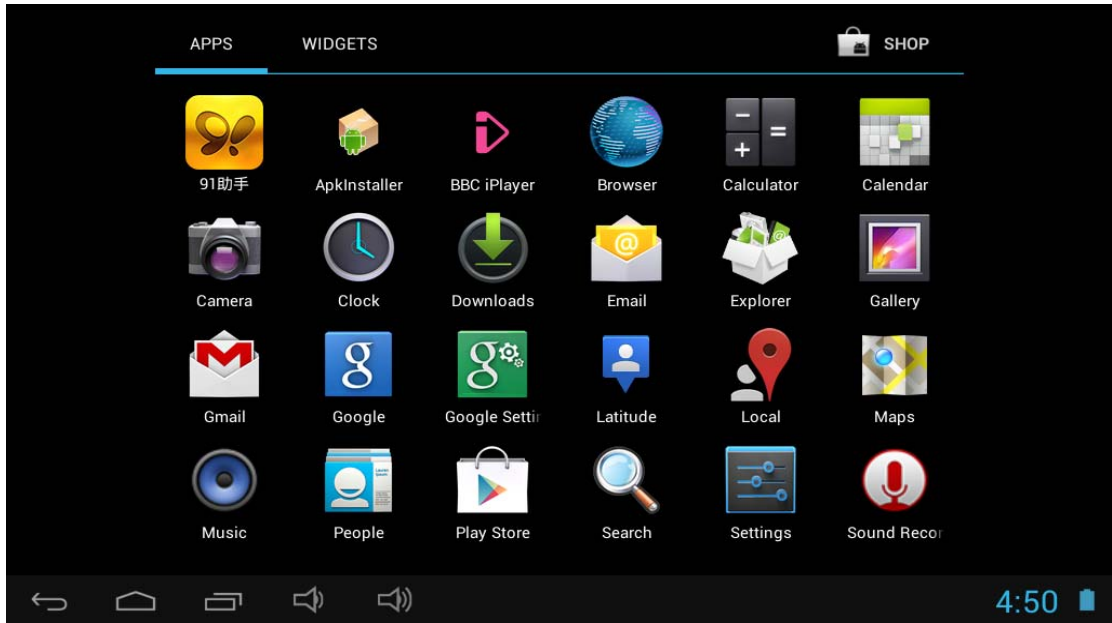 APPS WIDGETS SHOP
91助手 ApkInstaller BBC iPlayer Browser Calculator Calendar
Camera Clock Downloads Email Explorer Gallery
Gmail Google Google Settin Latitude Local Maps
Music People Play Store Search Settings Sound Recor
4:50